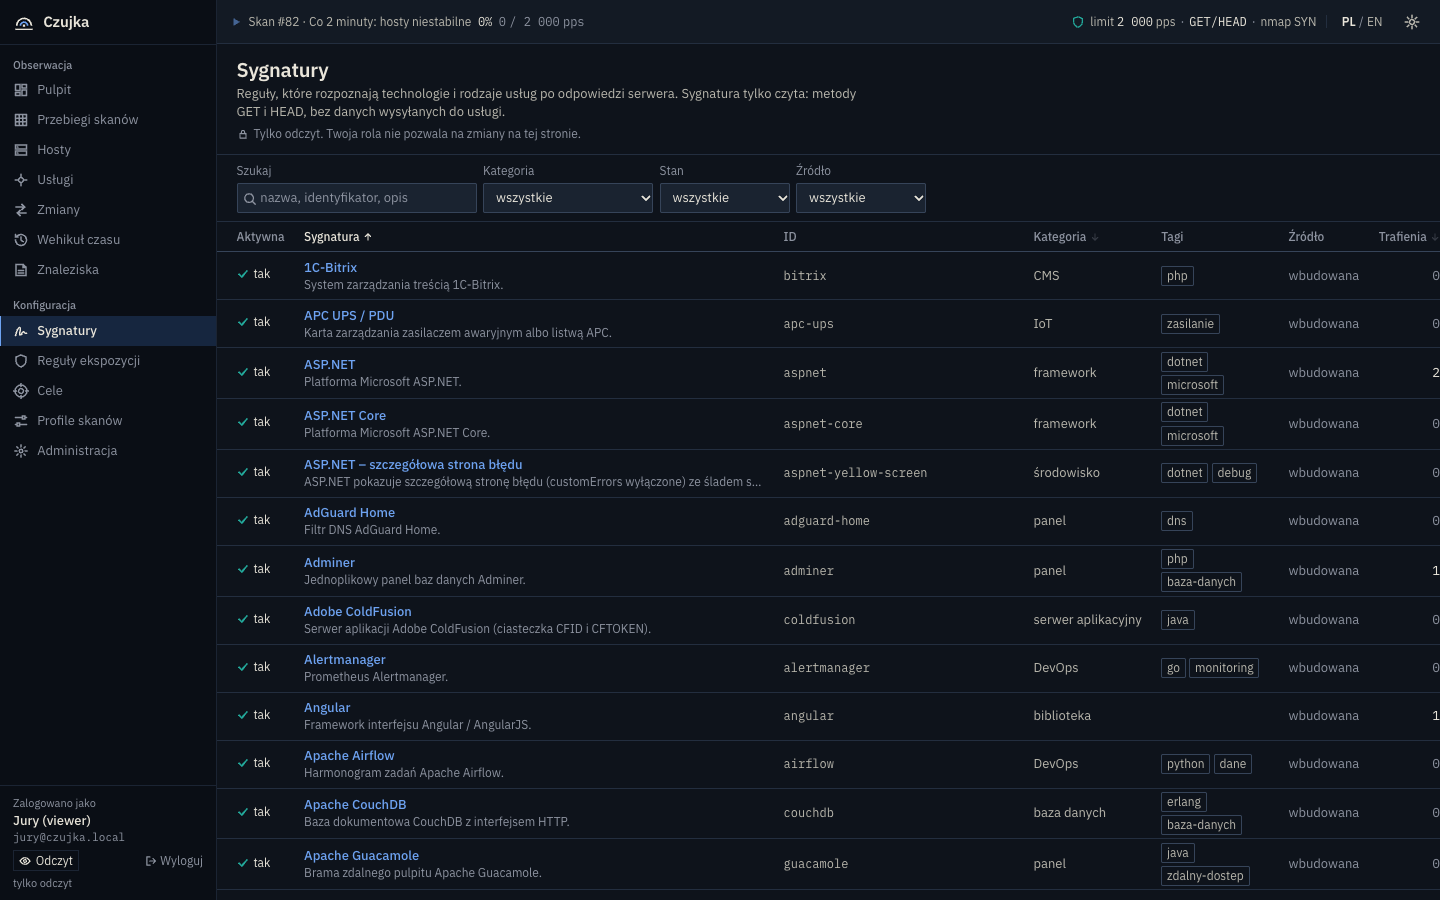 Czujka
Skan #82 · Co 2 minuty: hosty niestabilne 0% 0 / 2 000 pps
limit 2 000 pps · GET/HEAD · nmap SYN
PL / EN
Obserwacja
Pulpit
Przebiegi skanów
Hosty
Usługi
Zmiany
Wehikuł czasu
Znaleziska
Konfiguracja
Sygnatury
Reguły ekspozycji
Cele
Profile skanów
Administracja
Zalogowano jako
Jury (viewer)
jury@czujka.local
Odczyt
Wyloguj
tylko odczyt
Sygnatury
Reguły, które rozpoznają technologie i rodzaje usług po odpowiedzi serwera. Sygnatura tylko czyta: metody
GET i HEAD, bez danych wysyłanych do usługi.
Tylko odczyt. Twoja rola nie pozwala na zmiany na tej stronie.
Szukaj Kategoria Stan Źródło
nazwa, identyfikator, opis wszystkie wszystkie wszystkie
Aktywna Sygnatura ↑ ID Kategoria ↓ Tagi Źródło Trafienia ↓
tak 1C-Bitrix bitrix CMS php wbudowana 0
System zarządzania treścią 1C-Bitrix.
tak APC UPS / PDU apc-ups IoT zasilanie wbudowana 0
Karta zarządzania zasilaczem awaryjnym albo listwą APC.
tak ASP.NET aspnet framework dotnet microsoft wbudowana 2
Platforma Microsoft ASP.NET.
tak ASP.NET Core aspnet-core framework dotnet microsoft wbudowana 0
Platforma Microsoft ASP.NET Core.
tak ASP.NET – szczegółowa strona błędu aspnet-yellow-screen środowisko dotnet debug wbudowana 0
ASP.NET pokazuje szczegółową stronę błędu (customErrors wyłączone) ze śladem s...
tak AdGuard Home adguard-home panel dns wbudowana 0
Filtr DNS AdGuard Home.
tak Adminer adminer panel php baza-danych wbudowana 1
Jednoplikowy panel baz danych Adminer.
tak Adobe ColdFusion coldfusion serwer aplikacyjny java wbudowana 0
Serwer aplikacji Adobe ColdFusion (ciasteczka CFID i CFTOKEN).
tak Alertmanager alertmanager DevOps go monitoring wbudowana 0
Prometheus Alertmanager.
tak Angular angular biblioteka wbudowana 1
Framework interfejsu Angular / AngularJS.
tak Apache Airflow airflow DevOps python dane wbudowana 0
Harmonogram zadań Apache Airflow.
tak Apache CouchDB couchdb baza danych erlang baza-danych wbudowana 0
Baza dokumentowa CouchDB z interfejsem HTTP.
tak Apache Guacamole guacamole panel java zdalny-dostep wbudowana 0
Brama zdalnego pulpitu Apache Guacamole.